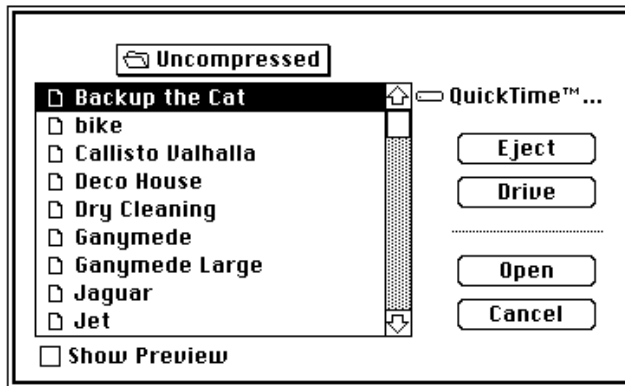 Uncompressed
Backup the Cat
bike
Callisto Valhalla
Deco House
Dry Cleaning
Ganymede
Ganymede Large
Jaguar
Jet
QuickTime™...
Eject
Drive
Open
Cancel
Show Preview